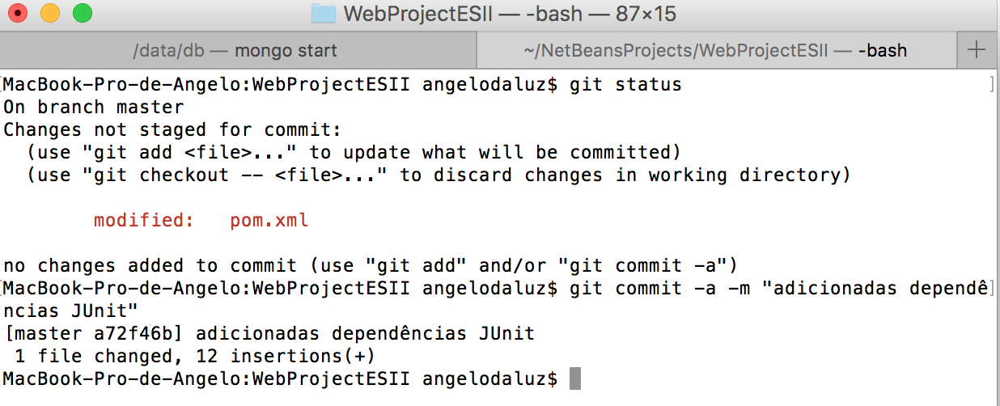 WebProjectESII — -bash — 87×15
/data/db — mongo start
~/NetBeansProjects/WebProjectESII — -bash
+
[MacBook-Pro-de-Angelo:WebProjectESII angelodaluz$ git status]
On branch master
Changes not staged for commit:
  (use "git add <file>..." to update what will be committed)
  (use "git checkout -- <file>..." to discard changes in working directory)
        modified:   pom.xml
no changes added to commit (use "git add" and/or "git commit -a")
[MacBook-Pro-de-Angelo:WebProjectESII angelodaluz$ git commit -a -m "adicionadas dependê]
ncias JUnit"
[master a72f46b] adicionadas dependências JUnit
 1 file changed, 12 insertions(+)
MacBook-Pro-de-Angelo:WebProjectESII angelodaluz$